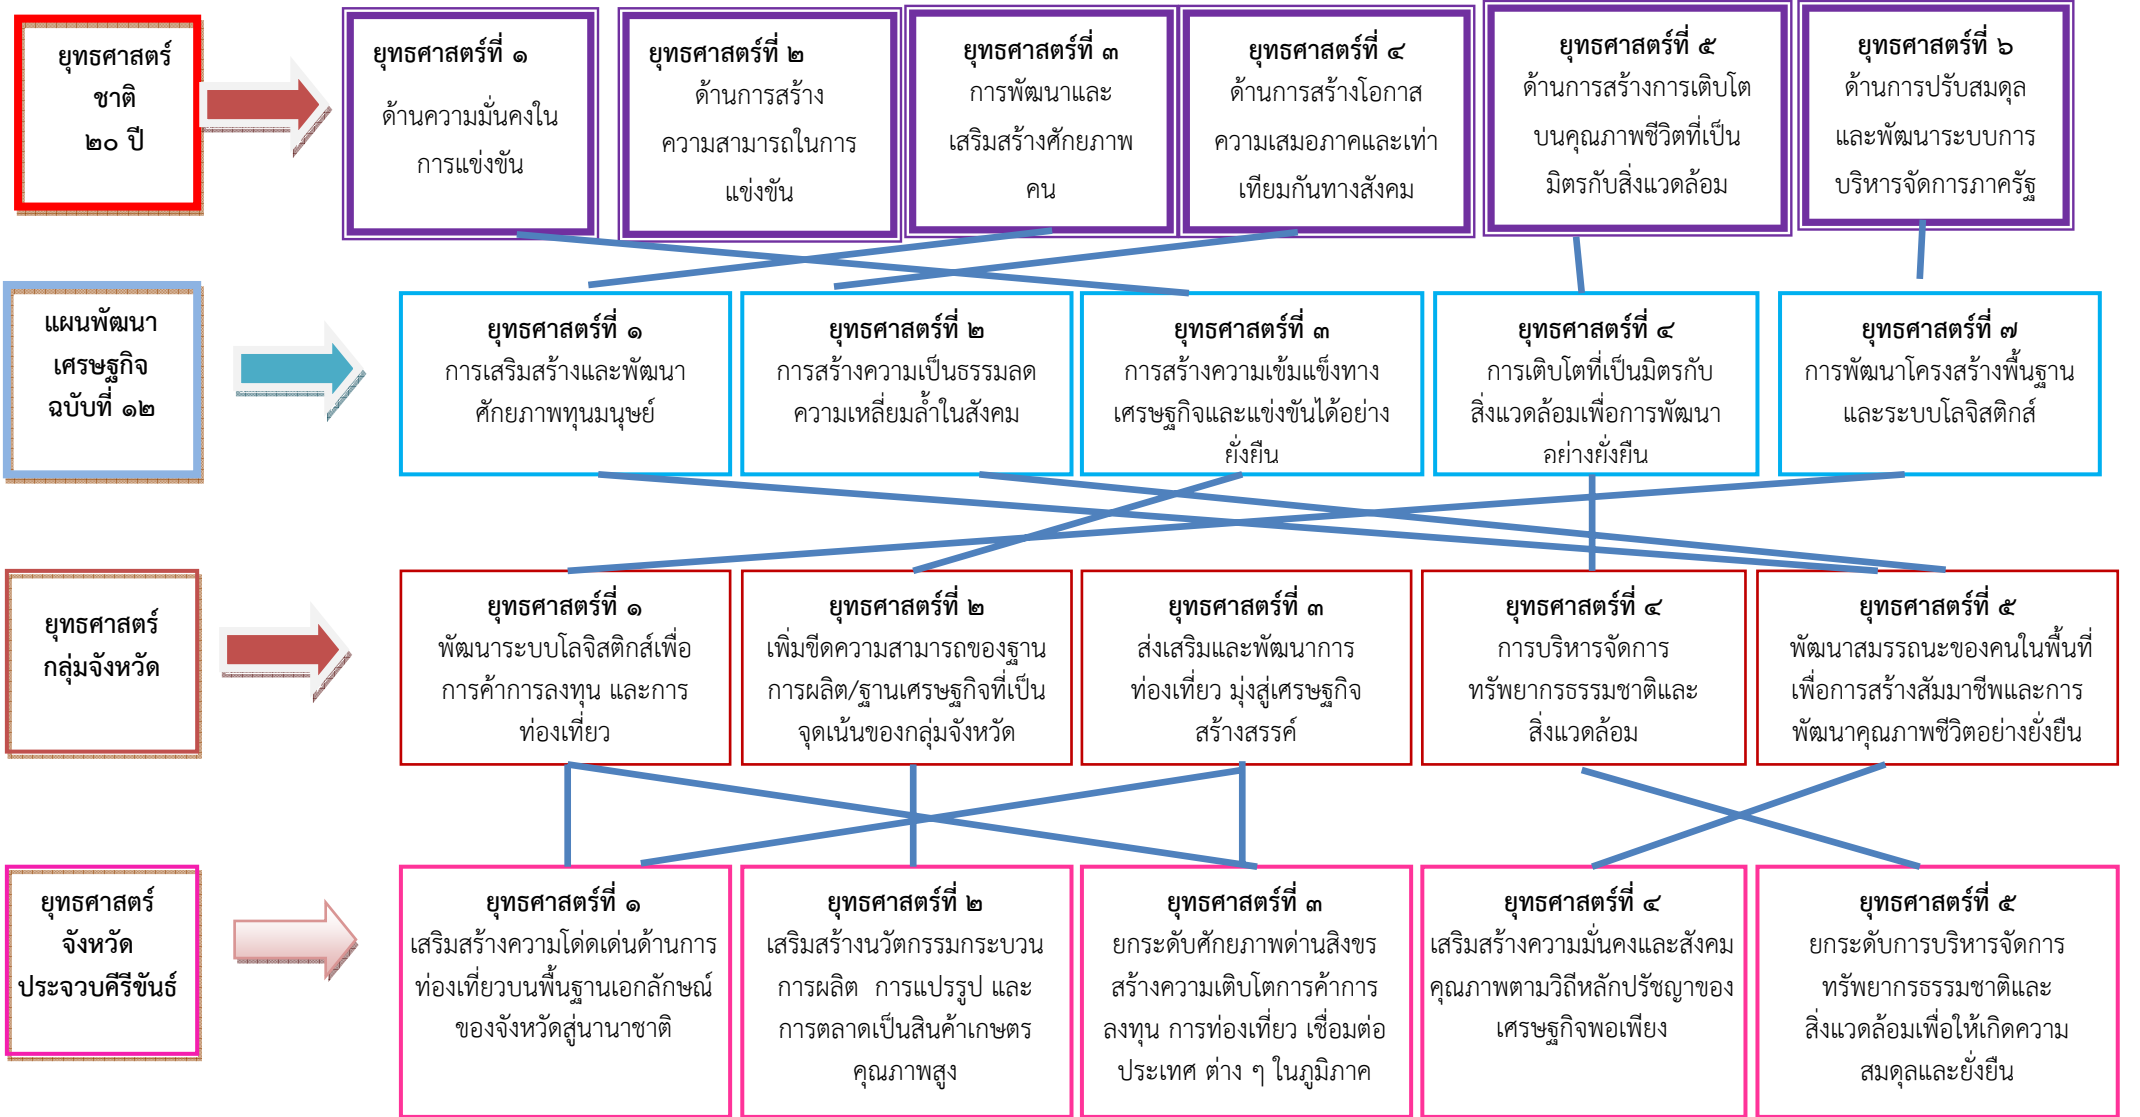 ยุทธศาสตร์
ชาติ
๒๐ ปี
ยุทธศาสตร์ที่ ๑
ด้านความมั่นคงใน
การแข่งขัน
ยุทธศาสตร์ที่ ๒
ด้านการสร้าง
ความสามารถในการ
แข่งขัน
ยุทธศาสตร์ที่ ๓
การพัฒนาและ
เสริมสร้างศักยภาพ
คน
ยุทธศาสตร์ที่ ๔
ด้านการสร้างโอกาส
ความเสมอภาคและเท่า
เทียมกันทางสังคม
ยุทธศาสตร์ที่ ๕
ด้านการสร้างการเติบโต
บนคุณภาพชีวิตที่เป็น
มิตรกับสิ่งแวดล้อม
ยุทธศาสตร์ที่ ๖
ด้านการปรับสมดุล
และพัฒนาระบบการ
บริหารจัดการภาครัฐ
แผนพัฒนา
เศรษฐกิจ
ฉบับที่ ๑๒
ยุทธศาสตร์ที่ ๑
การเสริมสร้างและพัฒนา
ศักยภาพทุนมนุษย์
ยุทธศาสตร์ที่ ๒
การสร้างความเป็นธรรมลด
ความเหลี่ยมล้ำในสังคม
ยุทธศาสตร์ที่ ๓
การสร้างความเข้มแข็งทาง
เศรษฐกิจและแข่งขันได้อย่าง
ยั่งยืน
ยุทธศาสตร์ที่ ๔
การเติบโตที่เป็นมิตรกับ
สิ่งแวดล้อมเพื่อการพัฒนา
อย่างยั่งยืน
ยุทธศาสตร์ที่ ๗
การพัฒนาโครงสร้างพื้นฐาน
และระบบโลจิสติกส์
ยุทธศาสตร์
กลุ่มจังหวัด
ยุทธศาสตร์ที่ ๑
พัฒนาระบบโลจิสติกส์เพื่อ
การค้าการลงทุน และการ
ท่องเที่ยว
ยุทธศาสตร์ที่ ๒
เพิ่มขีดความสามารถของฐาน
การผลิต/ฐานเศรษฐกิจที่เป็น
จุดเน้นของกลุ่มจังหวัด
ยุทธศาสตร์ที่ ๓
ส่งเสริมและพัฒนาการ
ท่องเที่ยว มุ่งสู่เศรษฐกิจ
สร้างสรรค์
ยุทธศาสตร์ที่ ๔
การบริหารจัดการ
ทรัพยากรธรรมชาติและ
สิ่งแวดล้อม
ยุทธศาสตร์ที่ ๕
พัฒนาสมรรถนะของคนในพื้นที่
เพื่อการสร้างสัมมาชีพและการ
พัฒนาคุณภาพชีวิตอย่างยั่งยืน
ยุทธศาสตร์
จังหวัด
ประจวบคีรีขันธ์
ยุทธศาสตร์ที่ ๑
เสริมสร้างความโด่ดเด่นด้านการ
ท่องเที่ยวบนพื้นฐานเอกลักษณ์
ของจังหวัดสู่นานาชาติ
ยุทธศาสตร์ที่ ๒
เสริมสร้างนวัตกรรมกระบวน
การผลิต การแปรรูป และ
การตลาดเป็นสินค้าเกษตร
คุณภาพสูง
ยุทธศาสตร์ที่ ๓
ยกระดับศักยภาพด่านสิงขร
สร้างความเติบโตการค้าการ
ลงทุน การท่องเที่ยว เชื่อมต่อ
ประเทศ ต่าง ๆ ในภูมิภาค
ยุทธศาสตร์ที่ ๔
เสริมสร้างความมั่นคงและสังคม
คุณภาพตามวิถีหลักปรัชญาของ
เศรษฐกิจพอเพียง
ยุทธศาสตร์ที่ ๕
ยกระดับการบริหารจัดการ
ทรัพยากรธรรมชาติและ
สิ่งแวดล้อมเพื่อให้เกิดความ
สมดุลและยั่งยืน